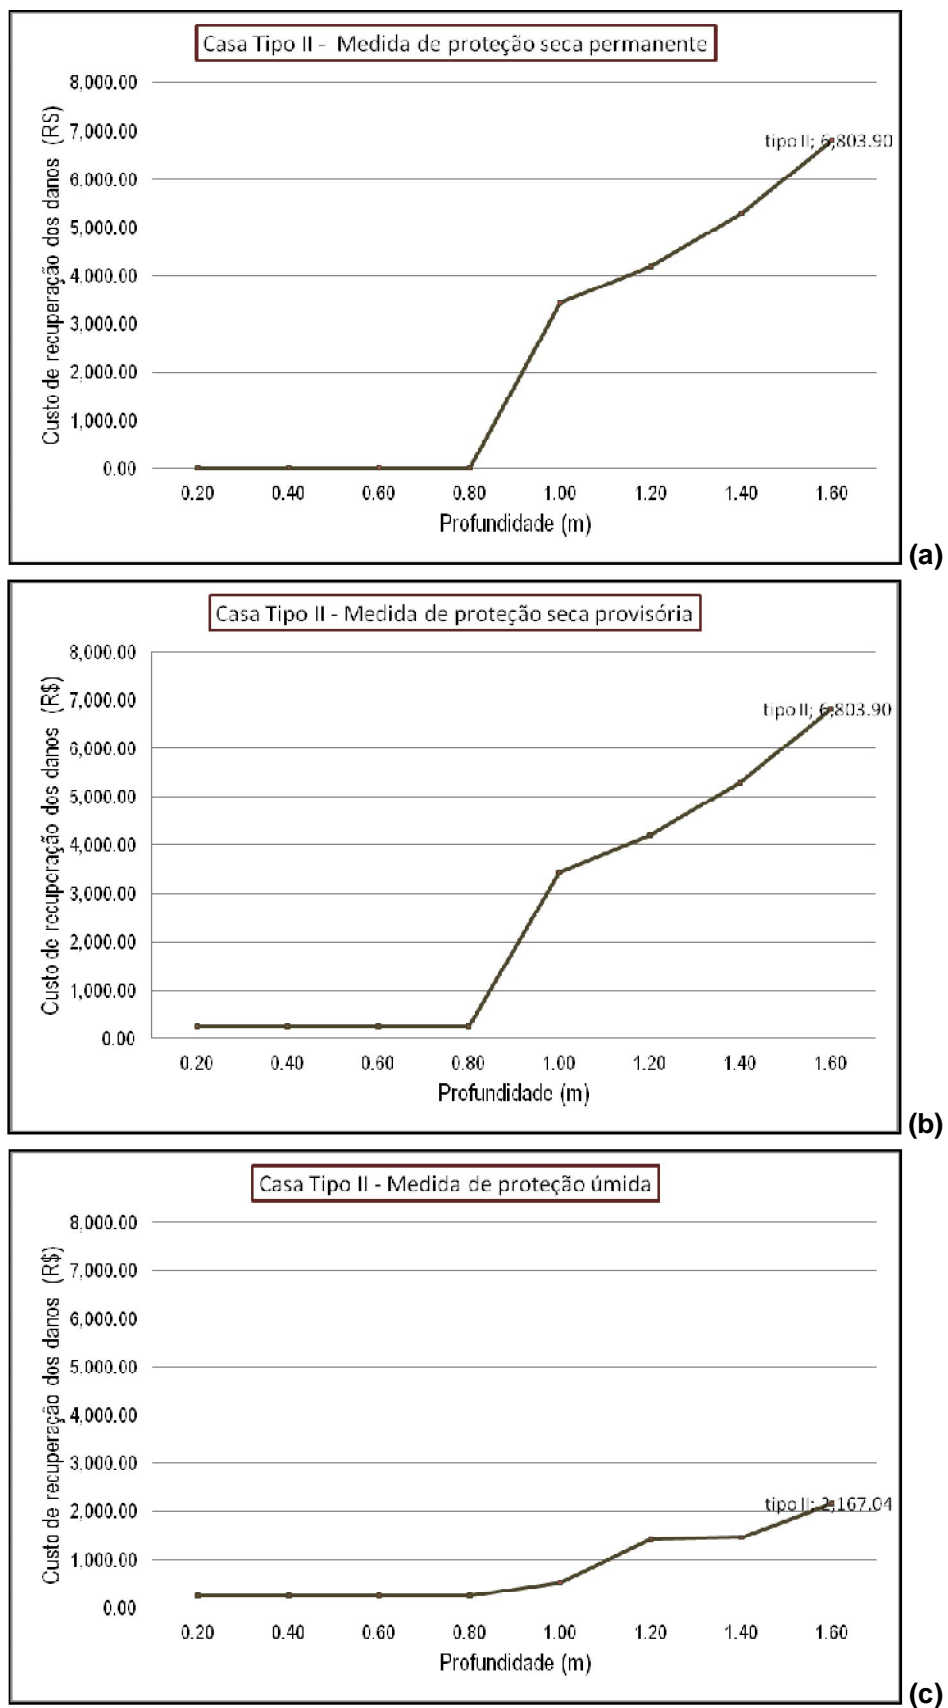 Casa Tipo II - Medida de proteção seca permanente
Custo de recuperação dos danos (R$)
8,000.00
7,000.00
6,000.00
5,000.00
4,000.00
3,000.00
2,000.00
1,000.00
0.00
tipo II; 6,803.90
0.20 0.40 0.60 0.80 1.00 1.20 1.40 1.60
Profundidade (m)
(a)
Casa Tipo II - Medida de proteção seca provisória
Custo de recuperação dos danos (R$)
8,000.00
7,000.00
6,000.00
5,000.00
4,000.00
3,000.00
2,000.00
1,000.00
0.00
tipo II; 6,803.90
0.20 0.40 0.60 0.80 1.00 1.20 1.40 1.60
Profundidade (m)
(b)
Casa Tipo II - Medida de proteção úmida
Custo de recuperação dos danos (R$)
8,000.00
7,000.00
6,000.00
5,000.00
4,000.00
3,000.00
2,000.00
1,000.00
0.00
tipo II; 2,167.04
0.20 0.40 0.60 0.80 1.00 1.20 1.40 1.60
Profundidade (m)
(c)